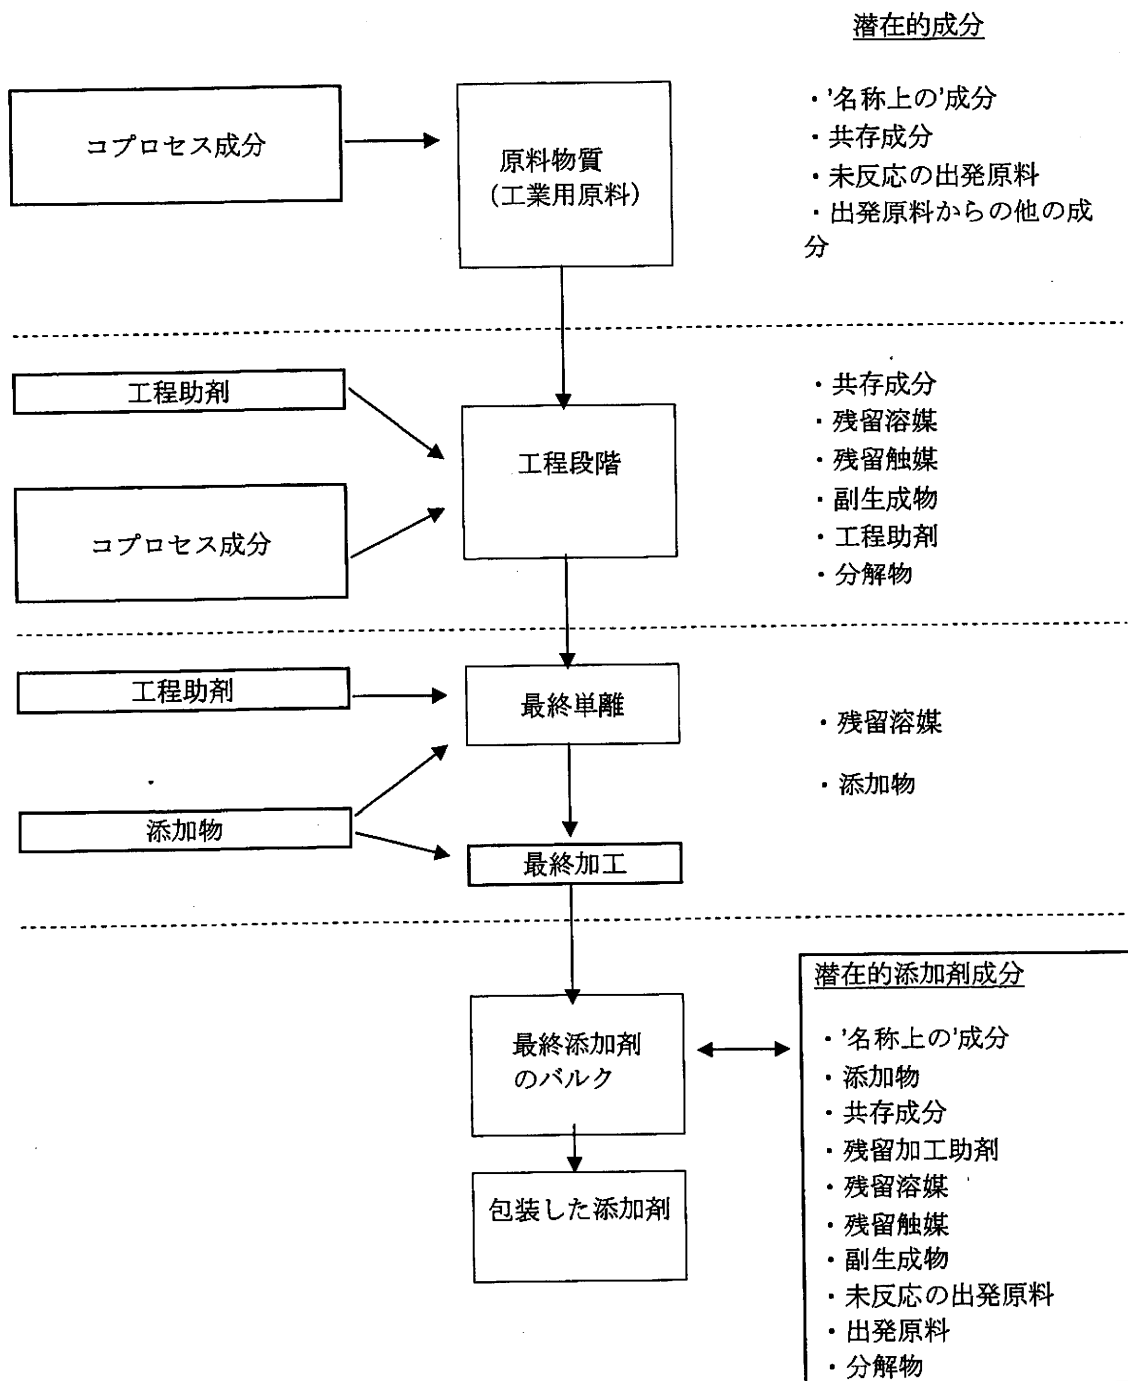 潜在的成分
コプロセス成分
原料物質
(工業用原料)
・'名称上の'成分
・共存成分
・未反応の出発原料
・出発原料からの他の成
分
工程助剤
コプロセス成分
工程段階
・共存成分
・残留溶媒
・残留触媒
・副生成物
・工程助剤
・分解物
工程助剤
添加物
最終単離
最終加工
・残留溶媒
・添加物
最終添加剤
のバルク
包装した添加剤
潜在的添加剤成分
・'名称上の'成分
・添加物
・共存成分
・残留加工助剤
・残留溶媒
・残留触媒
・副生成物
・未反応の出発原料
・出発原料
・分解物